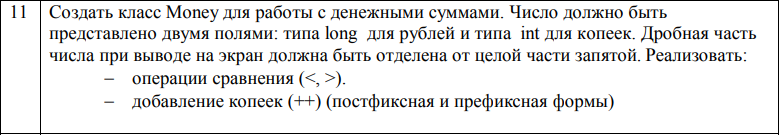 11 Создать класс Money для работы с денежными суммами. Число должно быть
представлено двумя полями: типа long для рублей и типа int для копеек. Дробная часть
числа при выводе на экран должна быть отделена от целой части запятой. Реализовать:
– операции сравнения (<, >).
– добавление копеек (++) (постфиксная и префиксная формы)